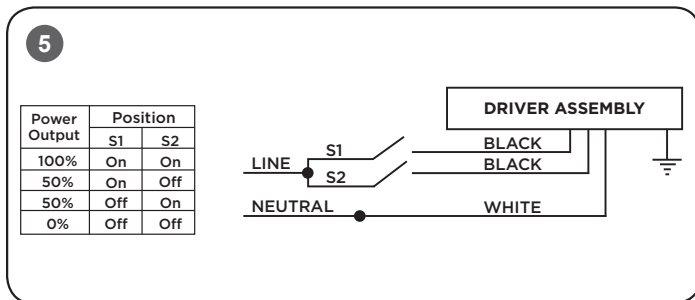 5
Power Output Position
S1 S2
100% On On
50% On Off
50% Off On
0% Off Off
DRIVER ASSEMBLY
S1 BLACK
LINE BLACK
S2
NEUTRAL WHITE